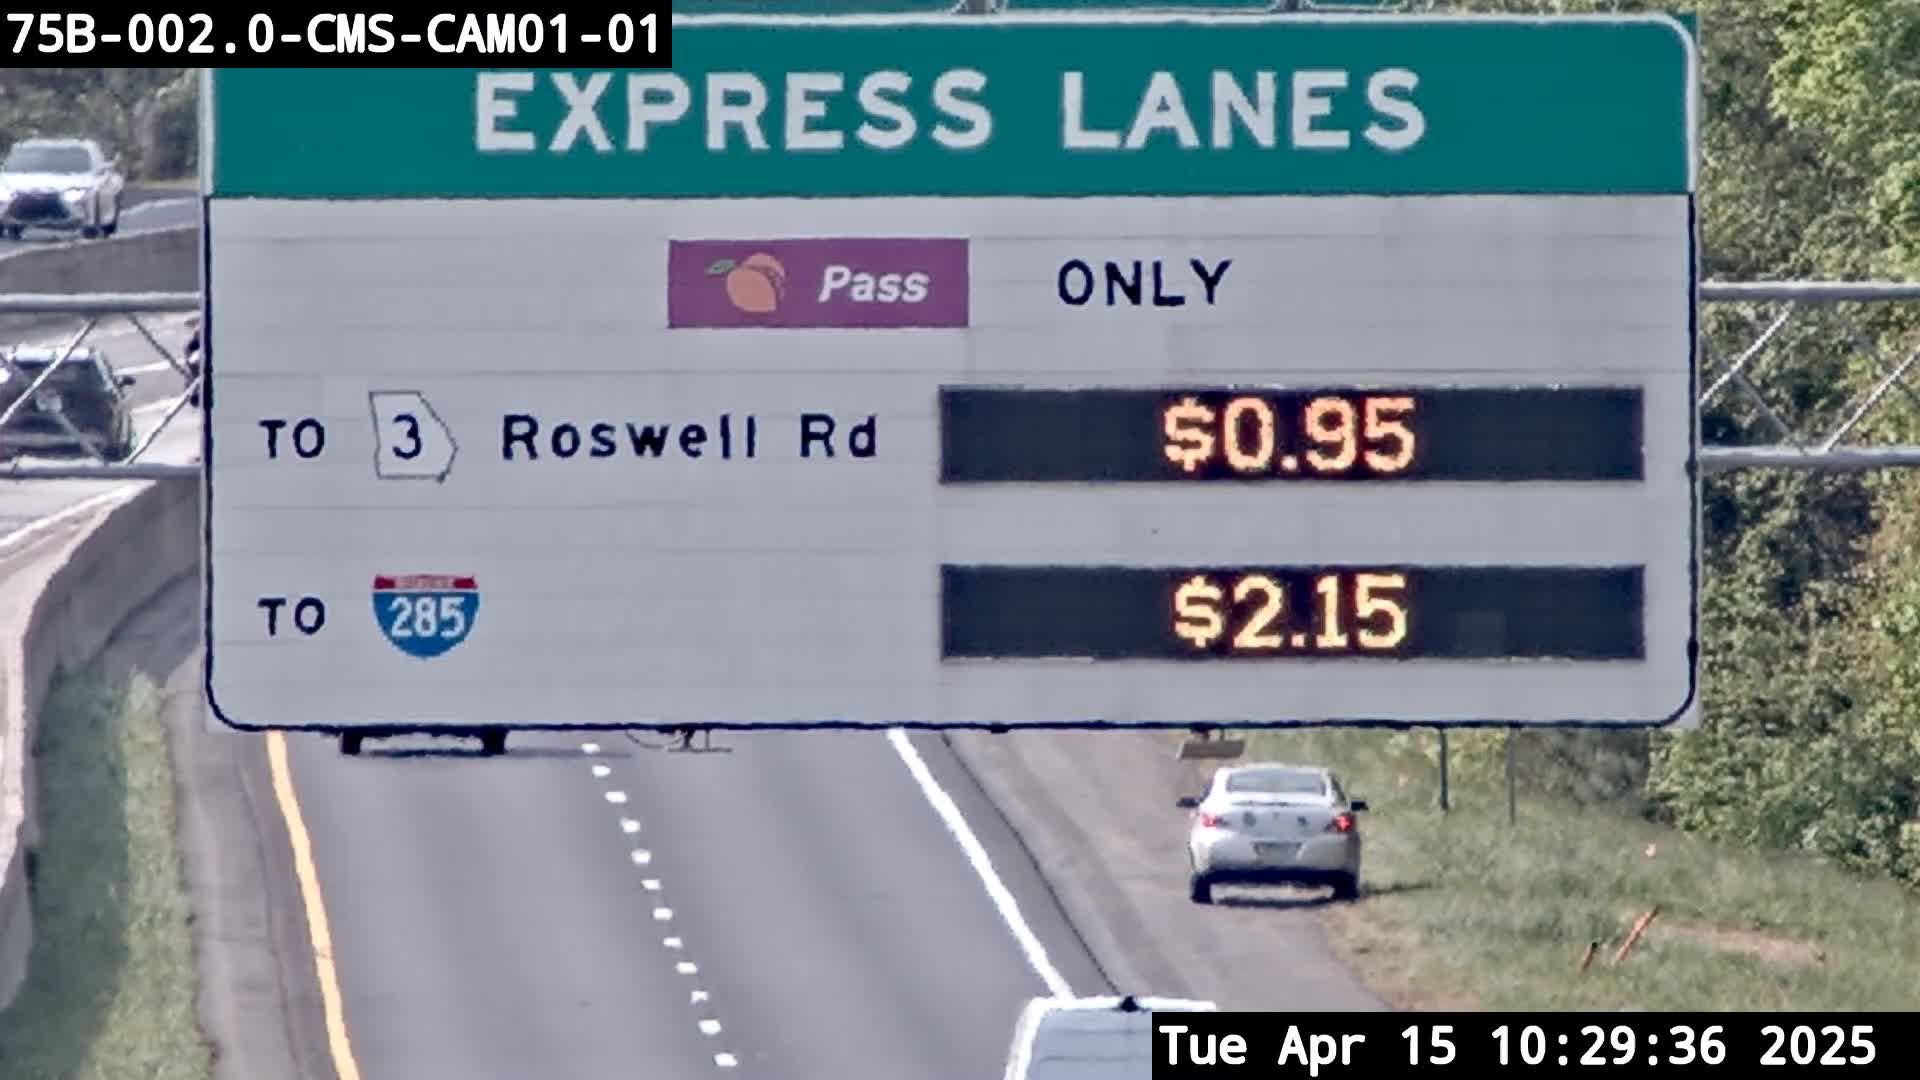 75B-002.0-CMS-CAM01-01
EXPRESS LANES
Pass ONLY
TO 3 Roswell Rd $0.95
TO 285 $2.15
Tue Apr 15 10:29:36 2025